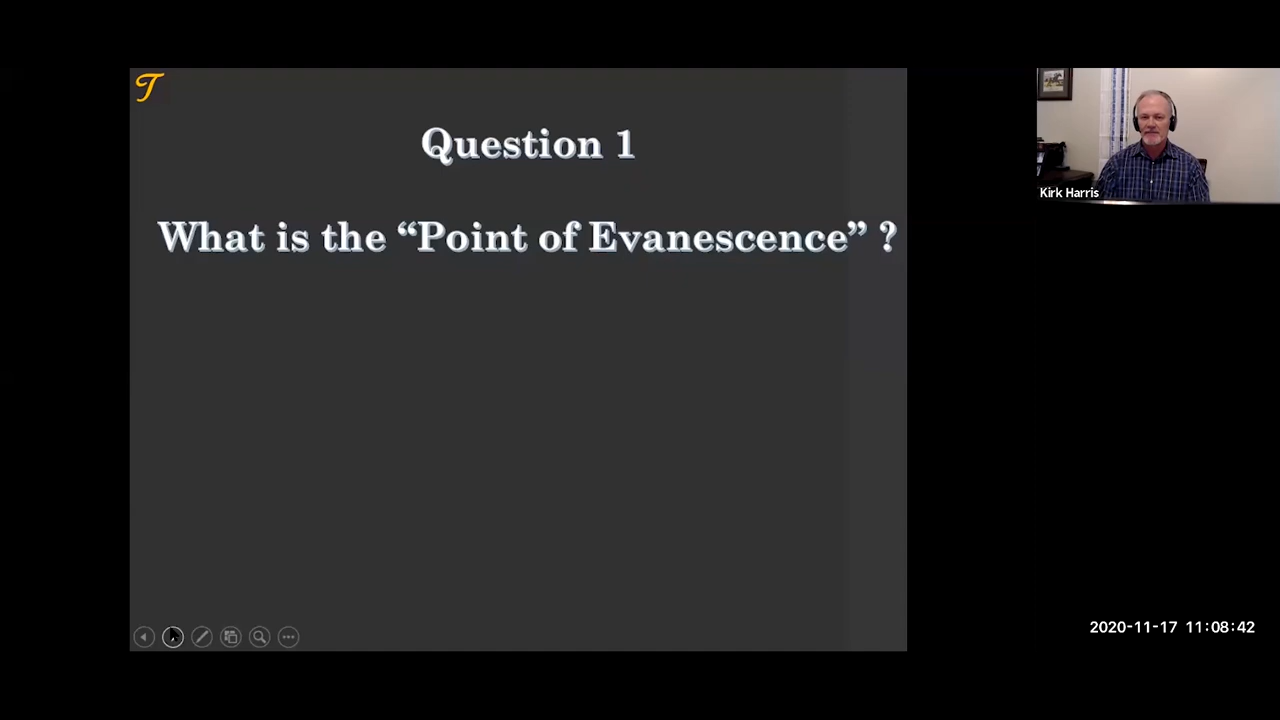 T
Question 1
What is the “Point of Evanescence” ?
Kirk Harris
2020-11-17 11:08:42